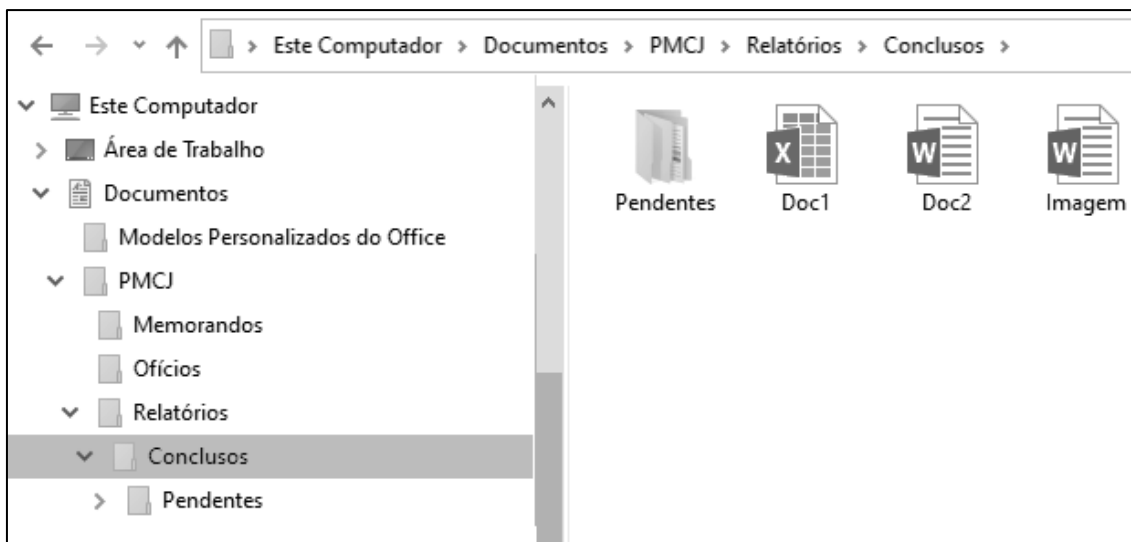 Este Computador > Documentos > PMCJ > Relatórios > Conclusos >
Este Computador
Área de Trabalho
Documentos
Modelos Personalizados do Office
PMCJ
Memorandos
Ofícios
Relatórios
Conclusos
Pendentes
X W W
Pendentes Doc1 Doc2 Imagem